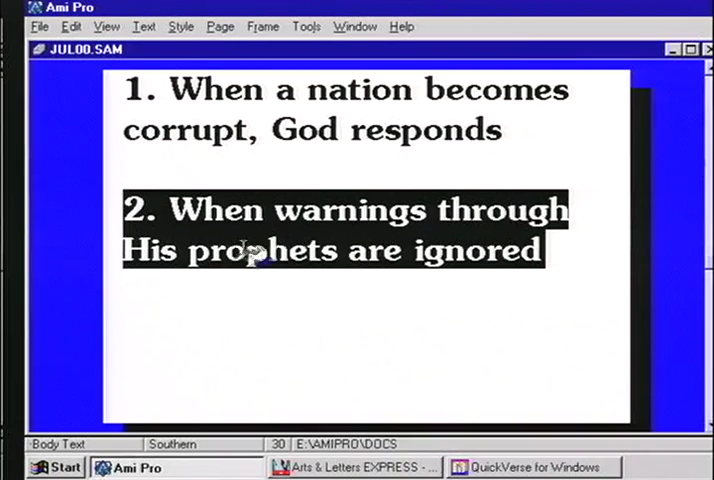 Ami Pro
File Edit View Text Style Page Frame Tools Window Help
JUL00.SAM
1. When a nation becomes
corrupt, God responds
2. When warnings through
His prophets are ignored
Body Text Southern 30 E:\AMIPRO\DOCS
Start Ami Pro Arts & Letters EXPRESS - ... QuickVerse for Windows